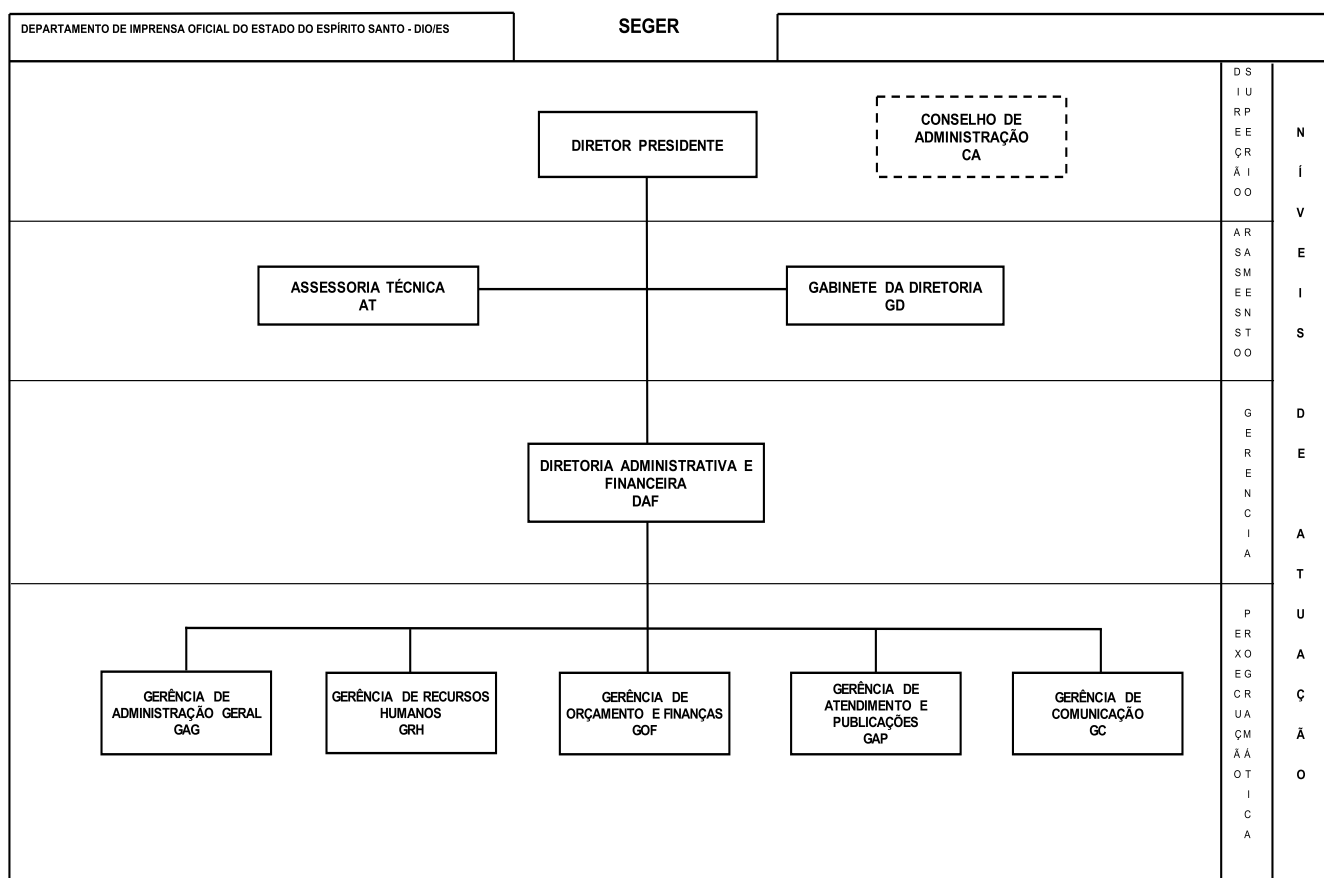 DEPARTAMENTO DE IMPRENSA OFICIAL DO ESTADO DO ESPÍRITO SANTO - DIO/ES
SEGER
DIRETOR PRESIDENTE
CONSELHO DE
ADMINISTRAÇÃO
CA
DIREÇÃO
SUPERIOR
ASSESSORIA TÉCNICA
AT
GABINETE DA DIRETORIA
GD
ASSESSO
RAMENTO
DIRETORIA ADMINISTRATIVA E
FINANCEIRA
DAF
GERENCIA
GERÊNCIA DE
ADMINISTRAÇÃO GERAL
GAG
GERÊNCIA DE RECURSOS
HUMANOS
GRH
GERÊNCIA DE
ORÇAMENTO E FINANÇAS
GOF
GERÊNCIA DE
ATENDIMENTO E
PUBLICAÇÕES
GAP
GERÊNCIA DE
COMUNICAÇÃO
GC
EXECUÇÃO
PROGRAMÁTICA
NÍVEIS DE ATUAÇÃO